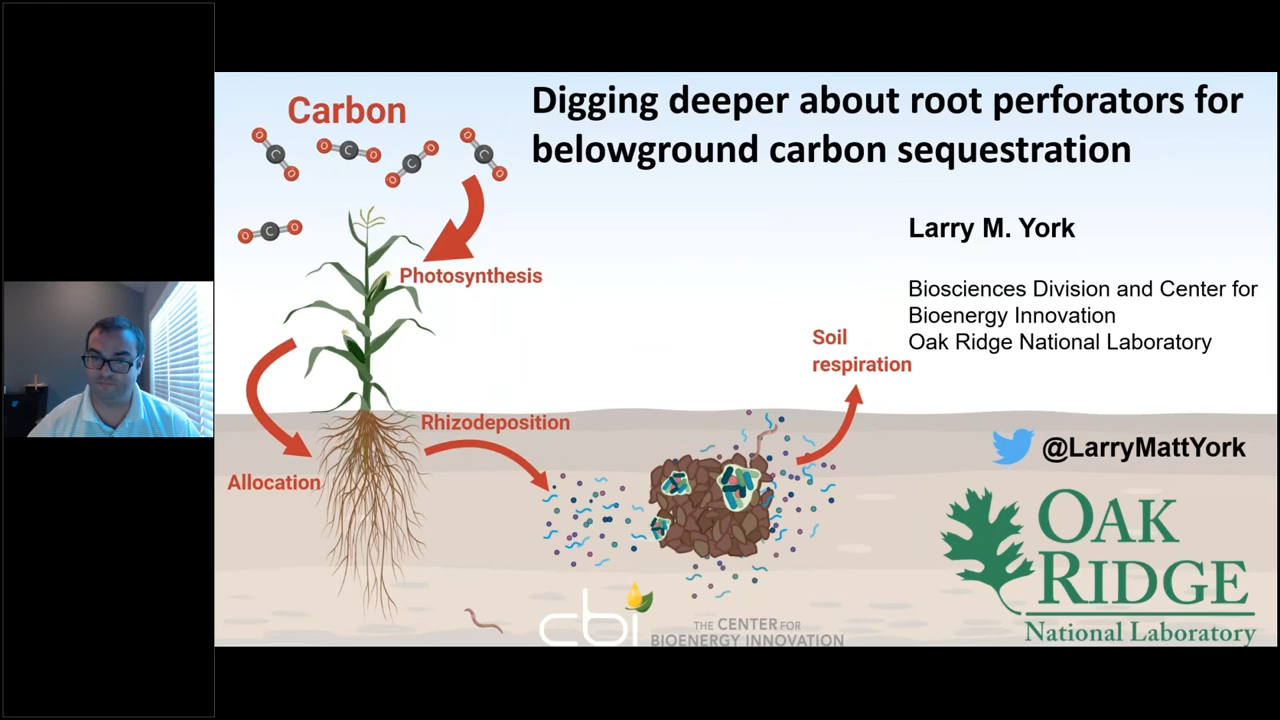 Digging deeper about root perforators for
belowground carbon sequestration
Carbon
O C O
O C O
O C O
O C O
O C O
Larry M. York
Photosynthesis
Biosciences Division and Center for
Bioenergy Innovation
Oak Ridge National Laboratory
Soil
respiration
Rhizodeposition
@LarryMattYork
Allocation
OAK
RIDGE
National Laboratory
cbi
THE CENTER FOR
BIOENERGY INNOVATION